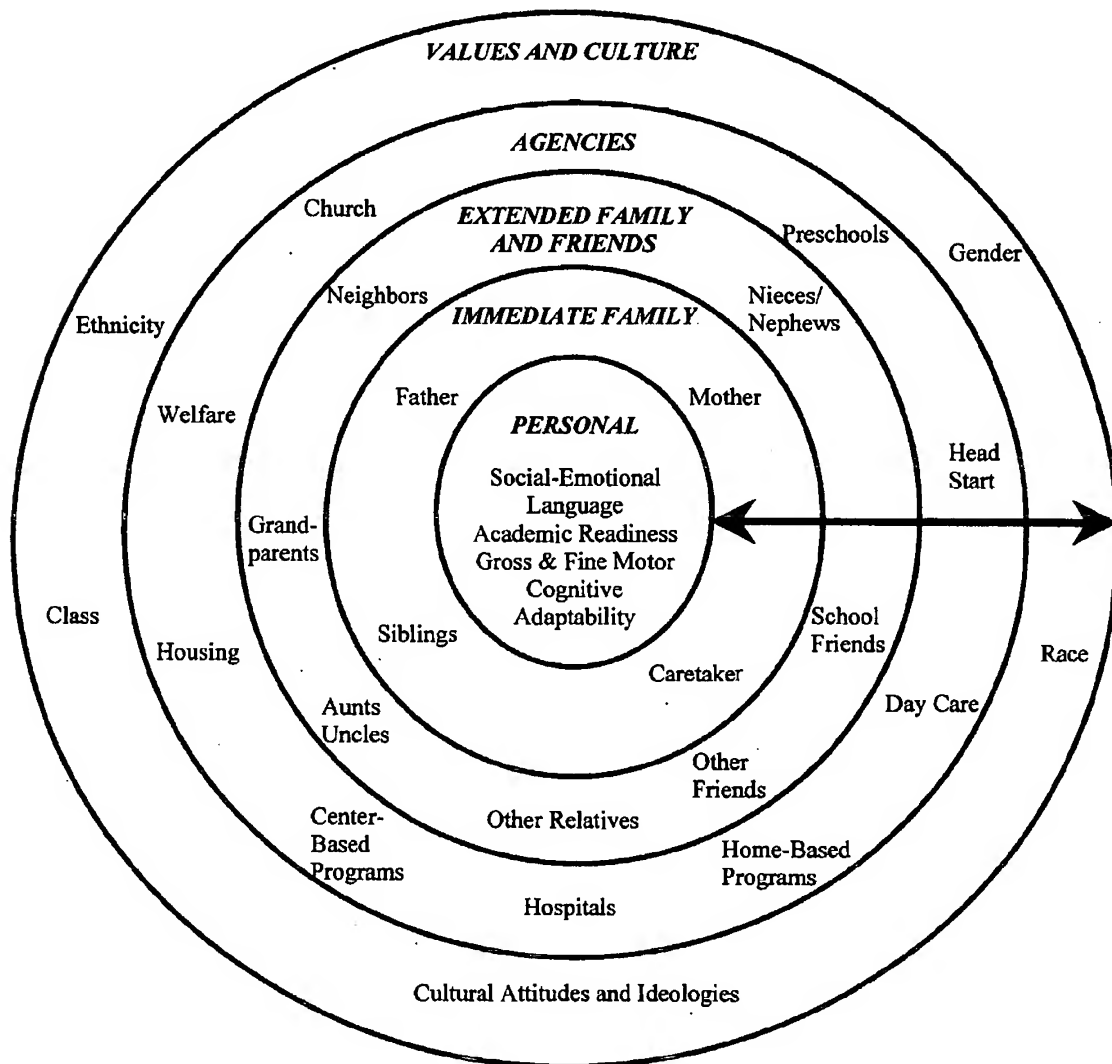 VALUES AND CULTURE
AGENCIES
Church
EXTENDED FAMILY
AND FRIENDS
Preschools
Gender
Neighbors
Nieces/
Nephews
Ethnicity
IMMEDIATE FAMILY
Father
Mother
Welfare
PERSONAL
Head
Start
Social-Emotional
Language
Academic Readiness
Gross & Fine Motor
Cognitive
Adaptability
Grand-
parents
Class
Housing
Siblings
School
Friends
Caretaker
Race
Day Care
Aunts
Uncles
Other
Friends
Other Relatives
Center-
Based
Programs
Home-Based
Programs
Hospitals
Cultural Attitudes and Ideologies